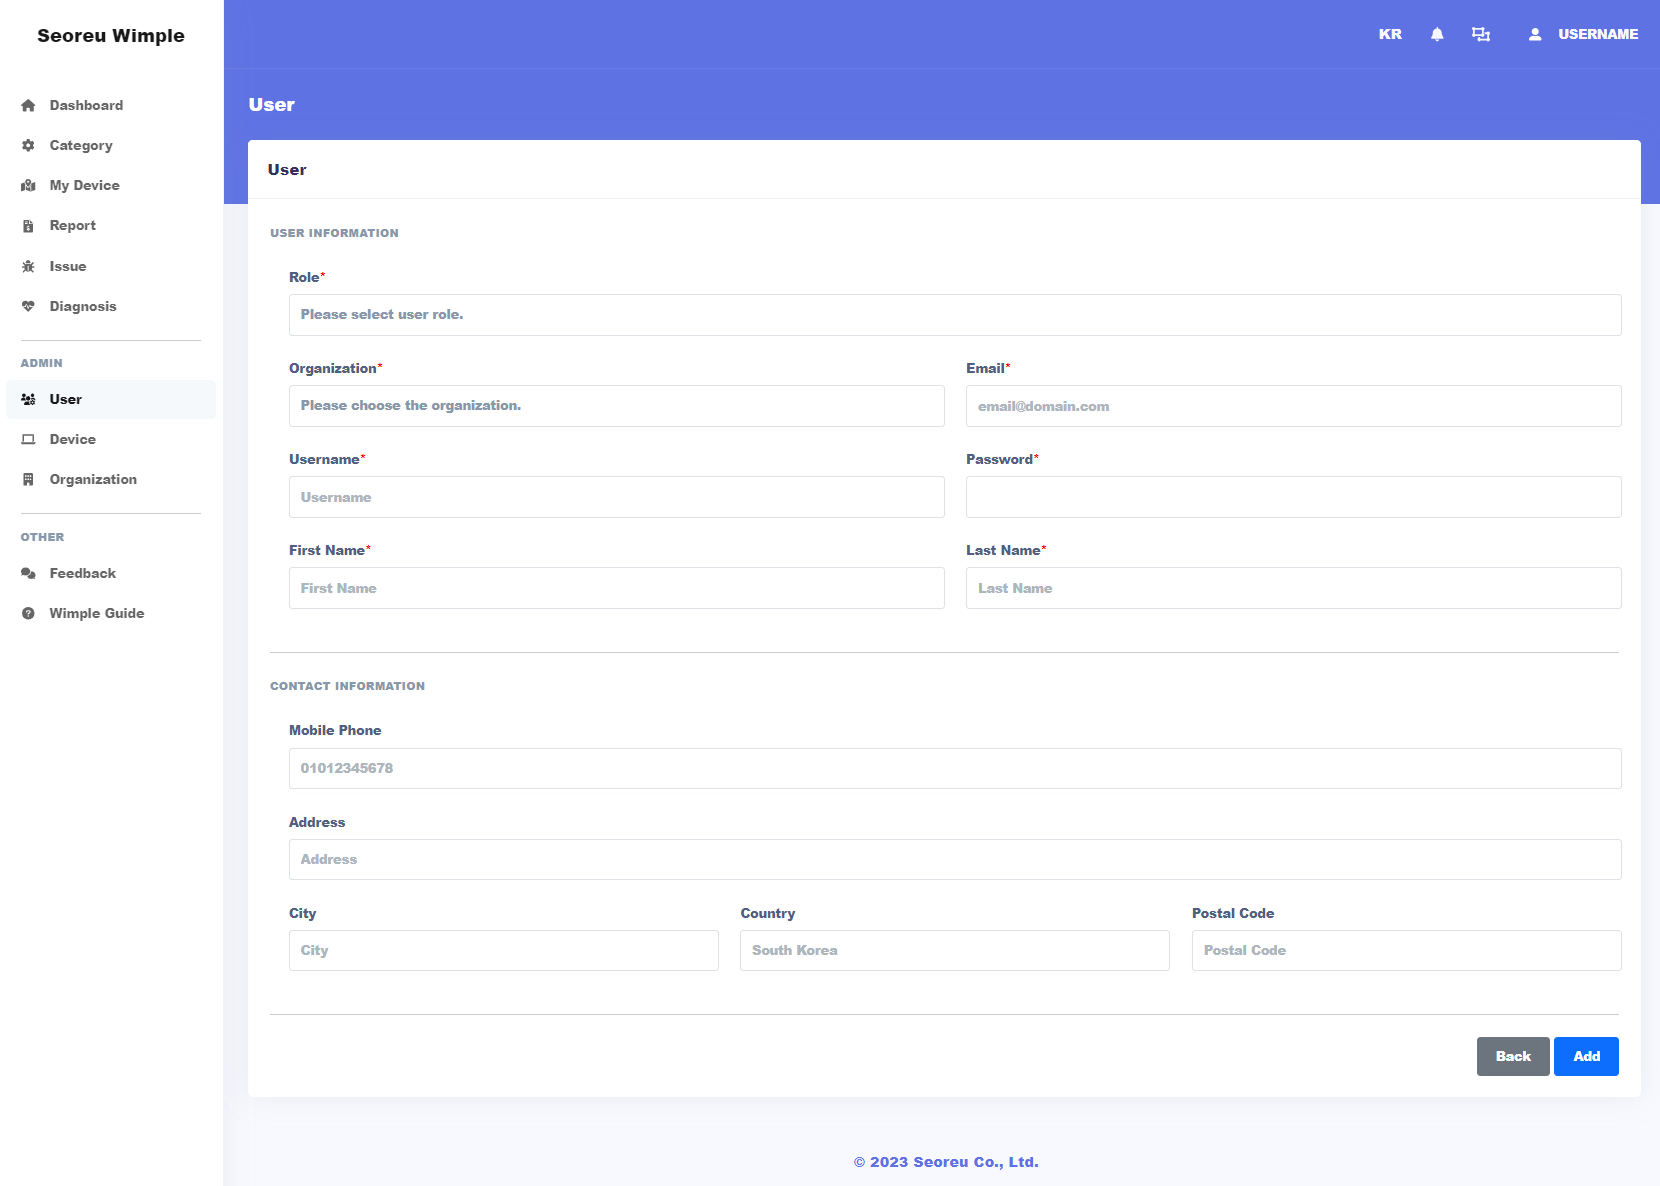 Seoreu Wimple
KR
USERNAME
Dashboard
Category
My Device
Report
Issue
Diagnosis
ADMIN
User
Device
Organization
OTHER
Feedback
Wimple Guide
User
User
USER INFORMATION
Role*
Please select user role.
Organization* Email*
Please choose the organization. email@domain.com
Username* Password*
Username
First Name* Last Name*
First Name Last Name
CONTACT INFORMATION
Mobile Phone
01012345678
Address
Address
City Country Postal Code
City South Korea Postal Code
Back Add
© 2023 Seoreu Co., Ltd.